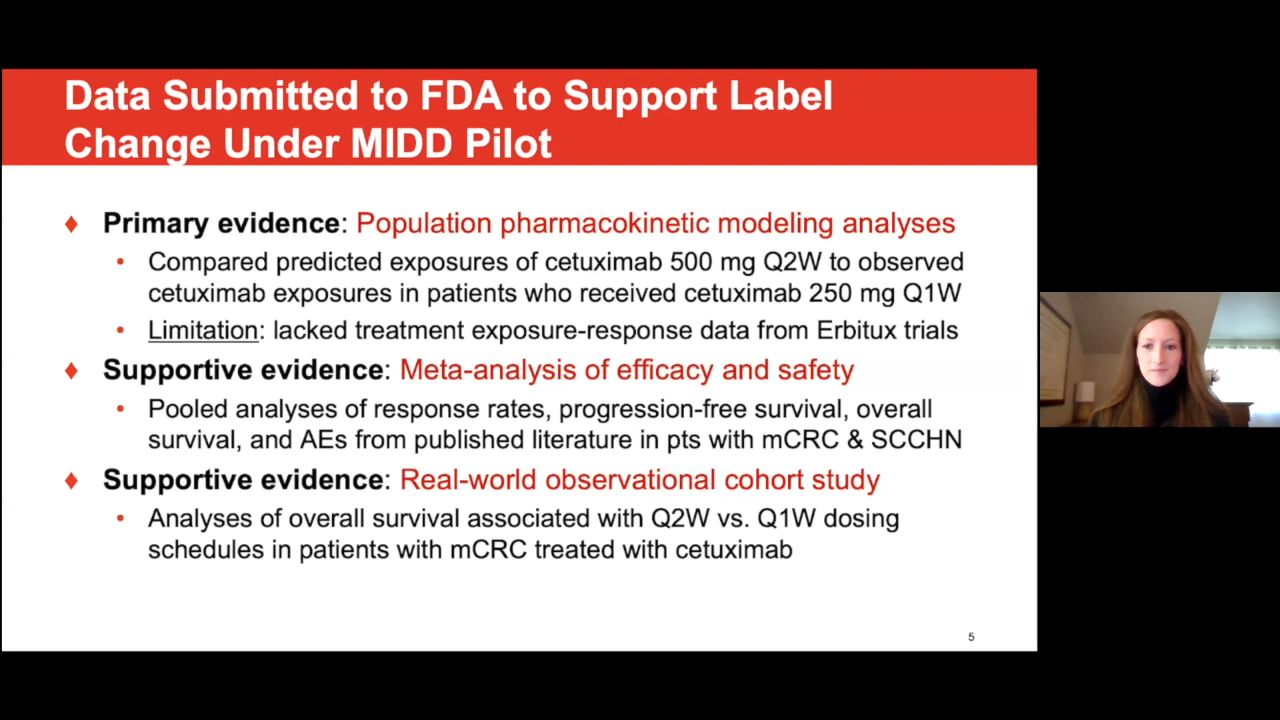 Data Submitted to FDA to Support Label
Change Under MIDD Pilot
♦ Primary evidence: Population pharmacokinetic modeling analyses
• Compared predicted exposures of cetuximab 500 mg Q2W to observed
cetuximab exposures in patients who received cetuximab 250 mg Q1W
• Limitation: lacked treatment exposure-response data from Erbitux trials
♦ Supportive evidence: Meta-analysis of efficacy and safety
• Pooled analyses of response rates, progression-free survival, overall
survival, and AEs from published literature in pts with mCRC & SCCHN
♦ Supportive evidence: Real-world observational cohort study
• Analyses of overall survival associated with Q2W vs. Q1W dosing
schedules in patients with mCRC treated with cetuximab
5